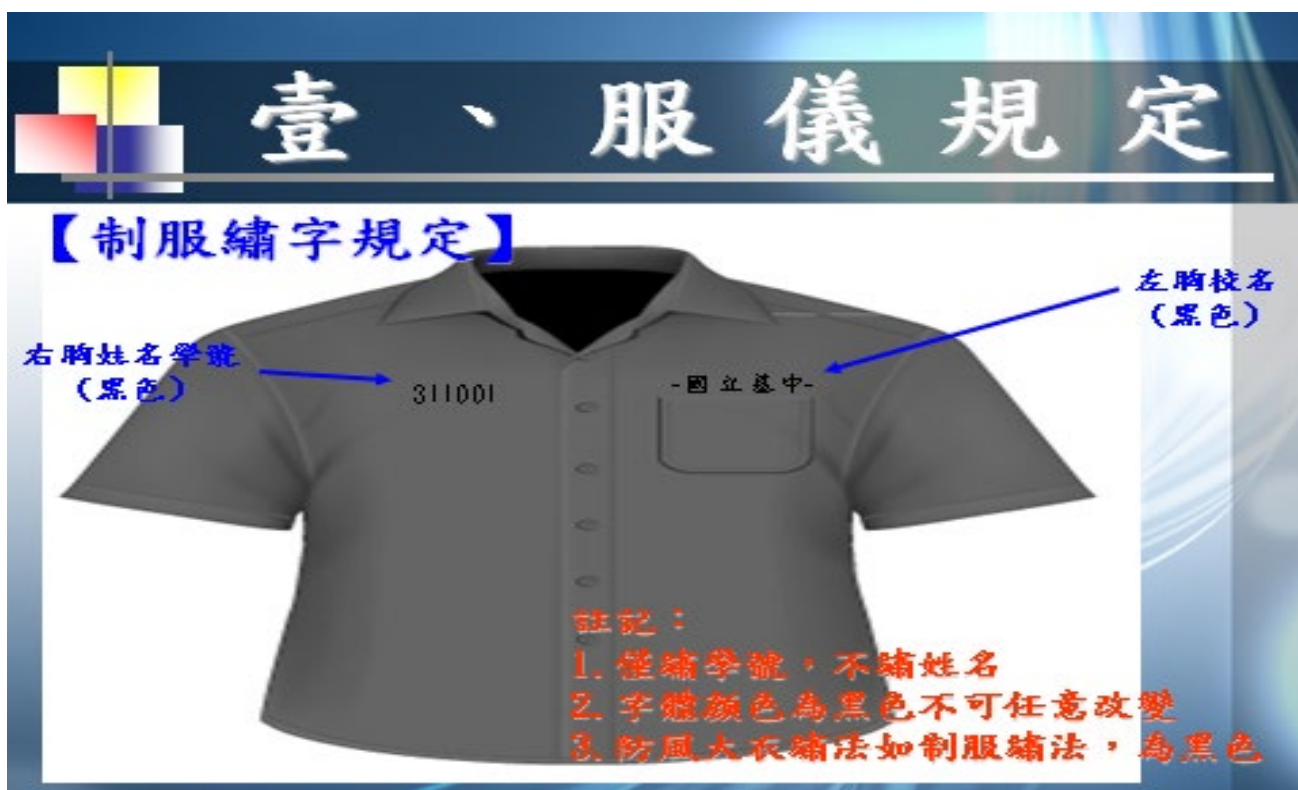 壹、服儀規定
【制服繡字規定】
左胸校名
(黑色)
右胸姓名學號
(黑色)
311001
-國立基中-
註記：
1.僅繡學號，不繡姓名
2.字體顏色為黑色不可任意改變
3.防風大衣繡法如制服繡法，為黑色